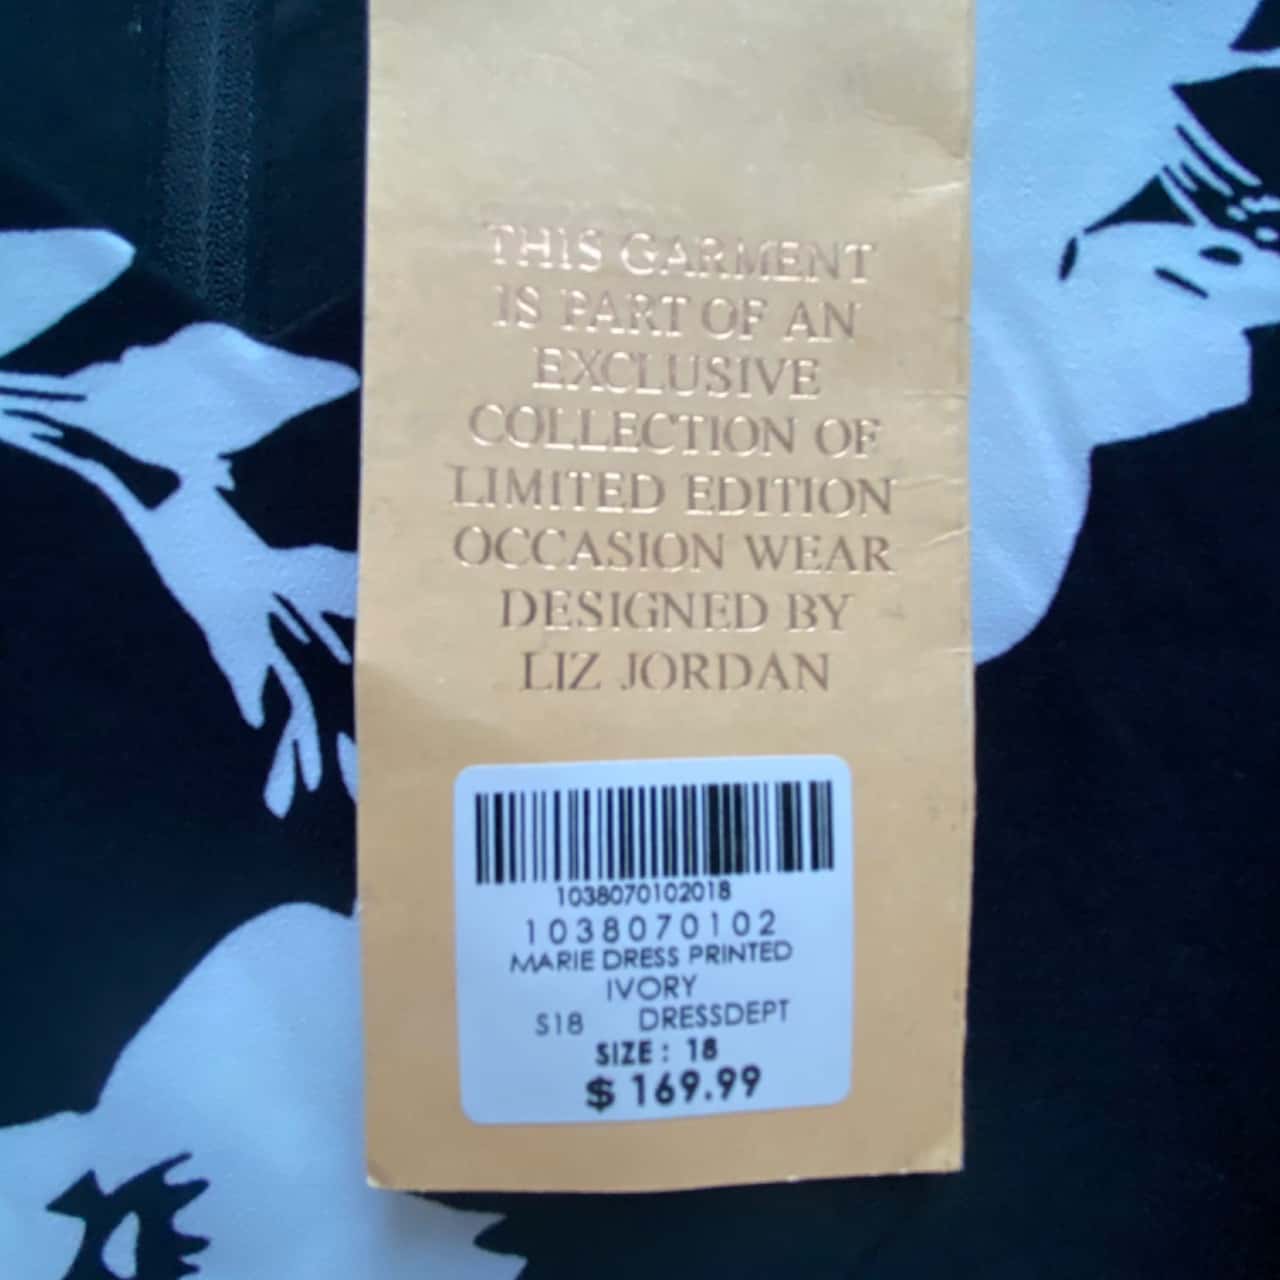 THIS GARMENT
IS PART OF AN
EXCLUSIVE
COLLECTION OF
LIMITED EDITION
OCCASION WEAR
DESIGNED BY
LIZ JORDAN
1038070102018
1038070102
MARIE DRESS PRINTED
IVORY
S18 DRESSDEPT
SIZE: 18
$ 169.99